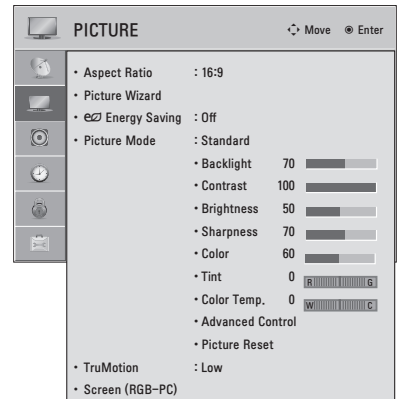 PICTURE Move Enter
• Aspect Ratio : 16:9
• Picture Wizard
• Energy Saving : Off
• Picture Mode : Standard
• Backlight 70
• Contrast 100
• Brightness 50
• Sharpness 70
• Color 60
• Tint 0 R G
• Color Temp. 0 W C
• Advanced Control
• Picture Reset
• TruMotion : Low
• Screen (RGB-PC)